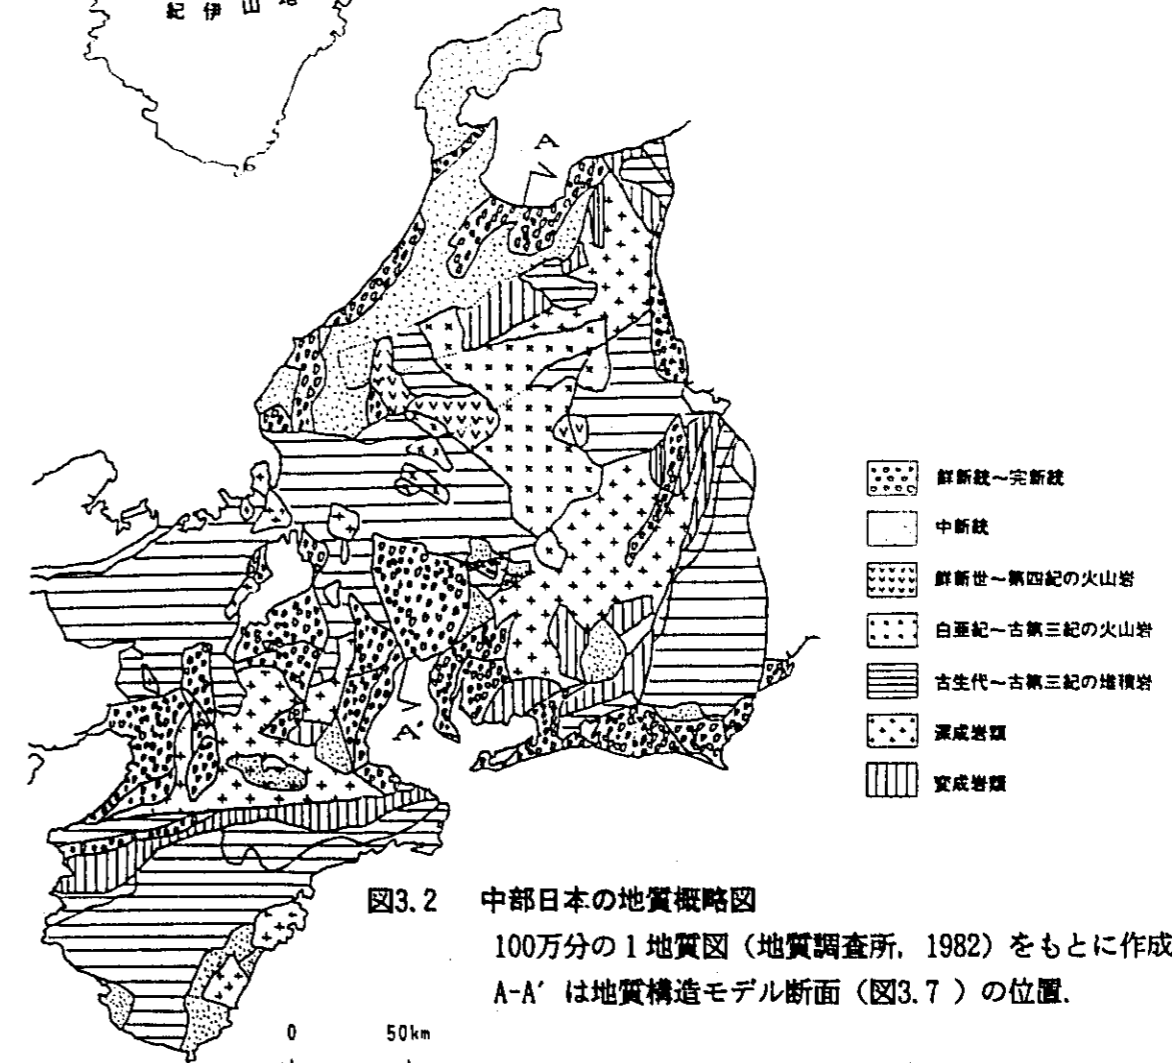 紀伊山地
A
A
鮮新統〜完新統
中新統
鮮新世〜第四紀の火山岩
白亜紀〜古第三紀の火山岩
古生代〜古第三紀の堆積岩
深成岩類
変成岩類
図3.2 中部日本の地質概略図
100万分の1地質図（地質調査所, 1982）をもとに作成
A-A′ は地質構造モデル断面（図3.7 ）の位置.
0 50km